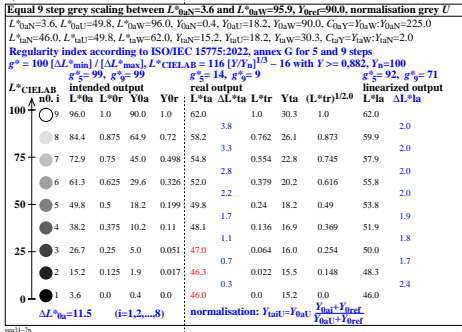 Equal 9 step grey scaling between L*0aN=3.6 and L*0aW=95.9, Y0ref=90.0, normalisation grey U
L*0aN=3.6, L*0aU=49.8, L*0aW=96.0, Y0aN=0.4, Y0aU=18.2, Y0aW=90.0, C0aY=Y0aW:Y0aN=225.0
L*taN=46.0, L*taU=49.8, L*taW=62.0, YtaN=15.2, YtaU=18.2, YtaW=30.3, CtaY=YtaW:YtaN=2.0
Regularity index according to ISO/IEC 15775:2022, annex G for 5 and 9 steps
g* = 100 [ΔL*min] / [ΔL*max], L*CIELAB = 116 [Y/Yn]1/3 − 16 with Y >= 0,882, Yn=100
g*5= 99, g*9= 99 g*5= 14, g*9= 9 g*5= 92, g*9= 71
L*CIELAB intended output real output linearized output
n0. i L*0a L*0r Y0a Y0r L*ta ΔL*ta L*tr Yta (L*tr)1/2.0 L*la ΔL*la
100 9 96.0 1.0 90.0 1.0 62.0 1.0 30.3 1.0 62.0
3.8 2.0
8 84.4 0.875 64.9 0.72 58.2 0.762 26.1 0.873 59.9
3.3 2.0
75 7 72.9 0.75 45.0 0.498 54.8 0.554 22.8 0.745 57.9
2.8 2.0
6 61.3 0.625 29.6 0.326 52.0 0.379 20.2 0.616 55.8
2.2 2.0
50 5 49.8 0.5 18.2 0.199 49.8 0.24 18.2 0.49 53.8
1.7 1.9
4 38.2 0.375 10.2 0.11 48.1 0.136 16.9 0.369 51.9
1.1 1.8
25 3 26.7 0.25 5.0 0.051 47.0 0.064 16.0 0.254 50.0
0.7 1.7
2 15.2 0.125 1.9 0.017 46.3 0.022 15.5 0.148 48.3
0.3 2.4
0 1 3.6 0.0 0.4 0.0 46.0 0.0 15.2 0.0 46.0
ΔL*0a=11.5 (i=1,2,...,8) normalisation: YtaiU=Y0aU Y0ai+Y0ref / Y0aU+Y0ref